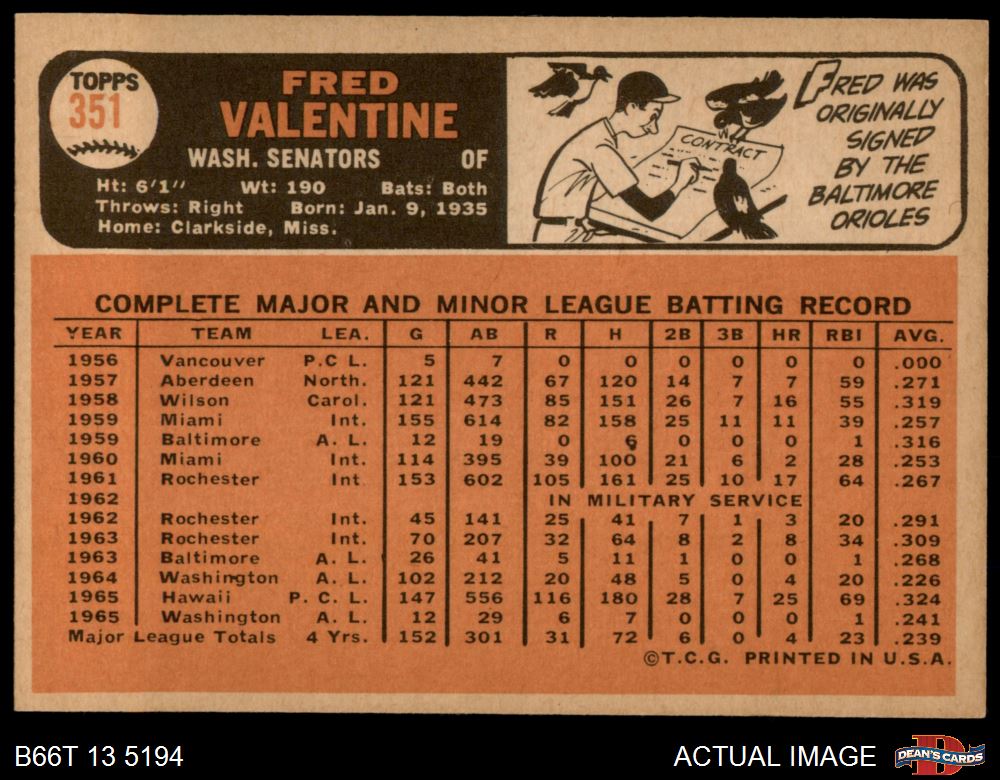 TOPPS
351
FRED
VALENTINE
WASH. SENATORS OF
Ht: 6'1" Wt: 190 Bats: Both
Throws: Right Born: Jan. 9, 1935
Home: Clarkside, Miss.
CONTRACT
FRED WAS
ORIGINALLY
SIGNED
BY THE
BALTIMORE
ORIOLES
COMPLETE MAJOR AND MINOR LEAGUE BATTING RECORD
YEAR TEAM LEA. G AB R H 2B 3B HR RBI AVG.
1956 Vancouver P.C L. 5 7 0 0 0 0 0 0 .000
1957 Aberdeen North. 121 442 67 120 14 7 7 59 .271
1958 Wilson Carol. 121 473 85 151 26 7 16 55 .319
1959 Miami Int. 155 614 82 158 25 11 11 39 .257
1959 Baltimore A. L. 12 19 0 6 0 0 0 1 .316
1960 Miami Int. 114 395 39 100 21 6 2 28 .253
1961 Rochester Int. 153 602 105 161 25 10 17 64 .267
1962 IN MILITARY SERVICE
1962 Rochester Int. 45 141 25 41 7 1 3 20 .291
1963 Rochester Int. 70 207 32 64 8 2 8 34 .309
1963 Baltimore A. L. 26 41 5 11 1 0 0 1 .268
1964 Washington A. L. 102 212 20 48 5 0 4 20 .226
1965 Hawaii P. C. L. 147 556 116 180 28 7 25 69 .324
1965 Washington A. L. 12 29 6 7 0 0 0 1 .241
Major League Totals 4 Yrs. 152 301 31 72 6 0 4 23 .239
©T.C.G. PRINTED IN U.S.A.
B66T 13 5194
ACTUAL IMAGE
DEAN'S CARDS